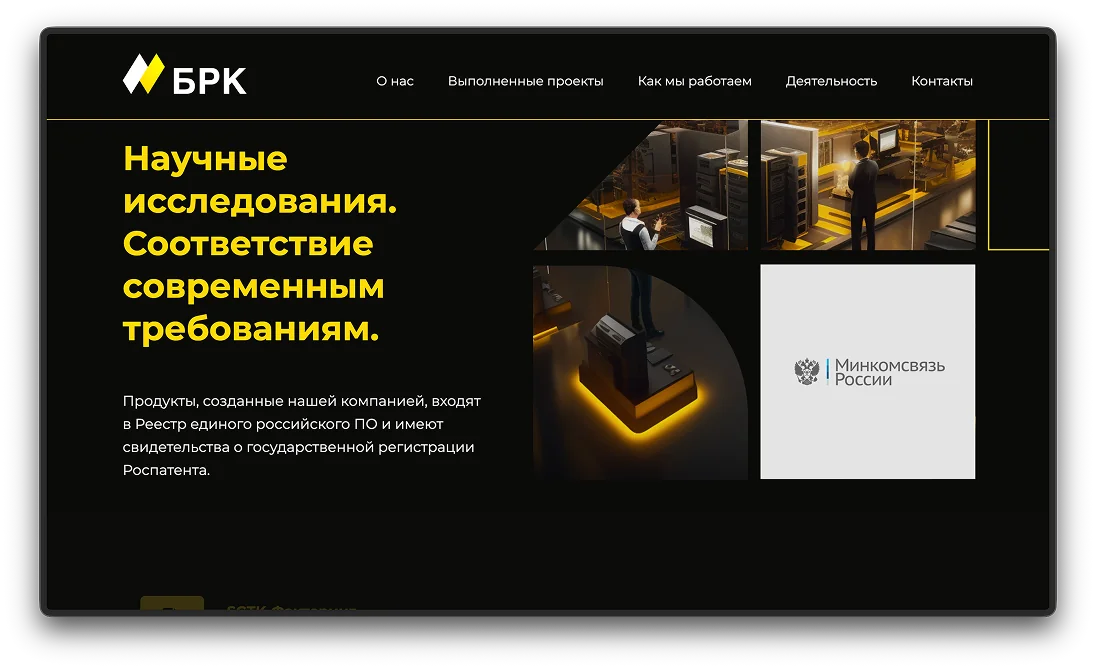 БРК
О нас
Выполненные проекты
Как мы работаем
Деятельность
Контакты
Научные
исследования.
Соответствие
современным
требованиям.
Продукты, созданные нашей компанией, входят
в Реестр единого российского ПО и имеют
свидетельства о государственной регистрации
Роспатента.
Минкомсвязь
России